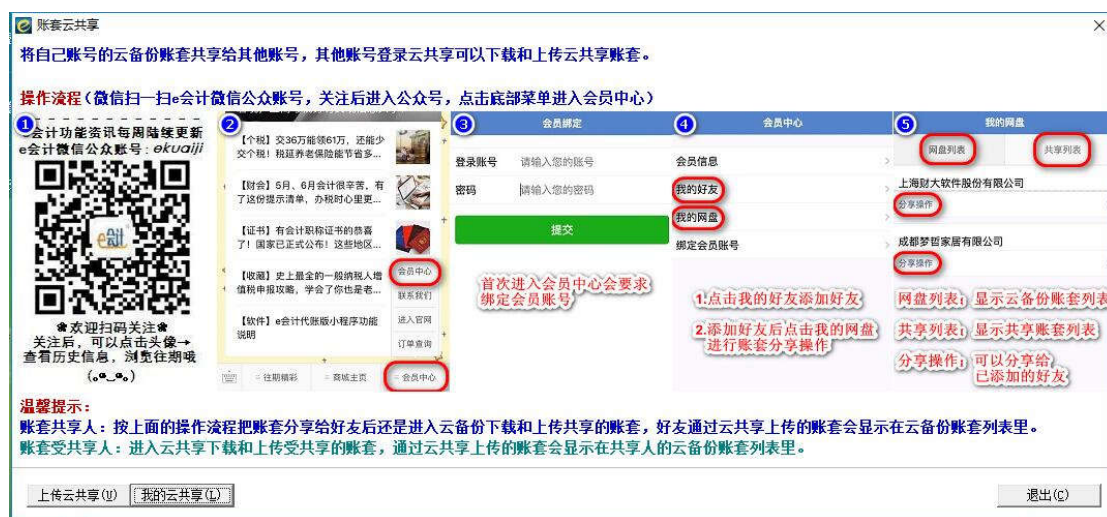 账套云共享
将自己账号的云备份账套共享给其他账号，其他账号登录云共享可以下载和上传云共享账套。
操作流程（微信扫一扫e会计微信公众账号，关注后进入公众号，点击底部菜单进入会员中心）
1
会计功能资讯每周陆续更新
e会计微信公众账号：ekuaiji
e会计
欢迎扫码关注
关注后，可以点击头像→
查看历史信息，浏览往期哦
2
【个税】交36万能领61万，还能少
交个税！税延养老保险能节省多...
【财会】5月、6月会计很辛苦，有
了这份提示清单，办税时心里更...
【证书】有会计职称证书的恭喜
了！国家已正式公布！这些地区...
【收藏】史上最全的一般纳税人增
值税申报攻略，学会了你也是老...
【软件】e会计代账版小程序功能
说明
会员中心
联系我们
进入官网
订单查询
往期精彩
商城主页
会员中心
3
会员绑定
登录账号 请输入您的账号
密码 请输入您的密码
提交
首次进入会员中心会要求
绑定会员账号
4
会员中心
会员信息
我的好友
我的网盘
绑定会员账号
1.点击我的好友添加好友
2.添加好友后点击我的网盘
进行账套分享操作
5
我的网盘
网盘列表 共享列表
上海财大软件股份有限公司
分享操作
成都梦哲家居有限公司
分享操作
网盘列表：显示云备份账套列表
共享列表：显示共享账套列表
分享操作：可以分享给
已添加的好友
温馨提示：
账套共享人：按上面的操作流程把账套分享给好友后还是进入云备份下载和上传共享的账套，好友通过云共享上传的账套会显示在云备份账套列表里。
账套受共享人：进入云共享下载和上传受共享的账套，通过云共享上传的账套会显示在共享人的云备份账套列表里。
上传云共享(U) 我的云共享(L) 退出(C)